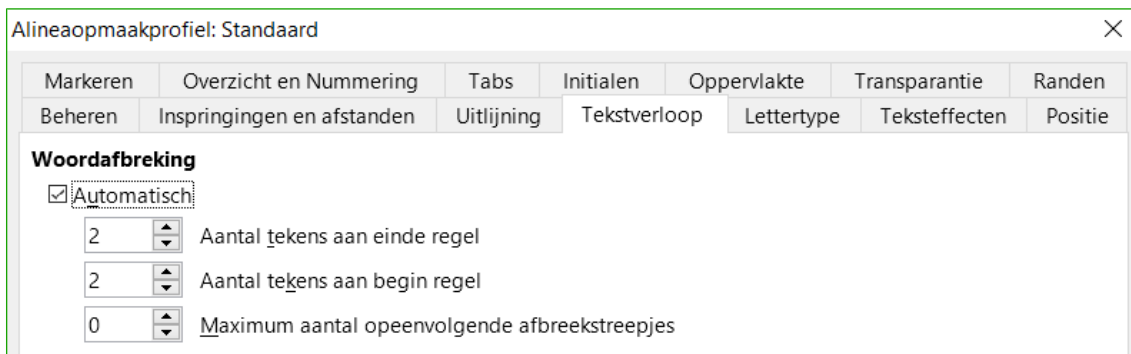 Alineaopmaakprofiel: Standaard
Markeren Overzicht en Nummering Tabs Initialen Oppervlakte Transparantie Randen
Beheren Inspringingen en afstanden Uitlijning Tekstverloop Lettertype Teksteffecten Positie
Woordafbreking
Automatisch
2 Aantal tekens aan einde regel
2 Aantal tekens aan begin regel
0 Maximum aantal opeenvolgende afbreekstreepjes